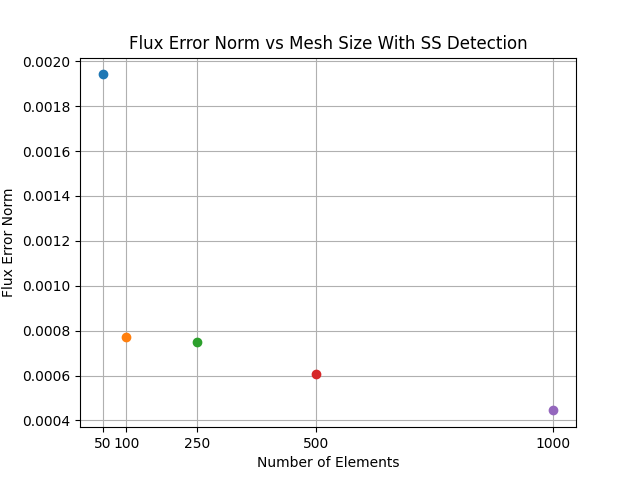 Flux Error Norm vs Mesh Size With SS Detection
0.0020
0.0018
0.0016
0.0014
0.0012
0.0010
0.0008
0.0006
0.0004
Flux Error Norm
50 100 250 500 1000
Number of Elements